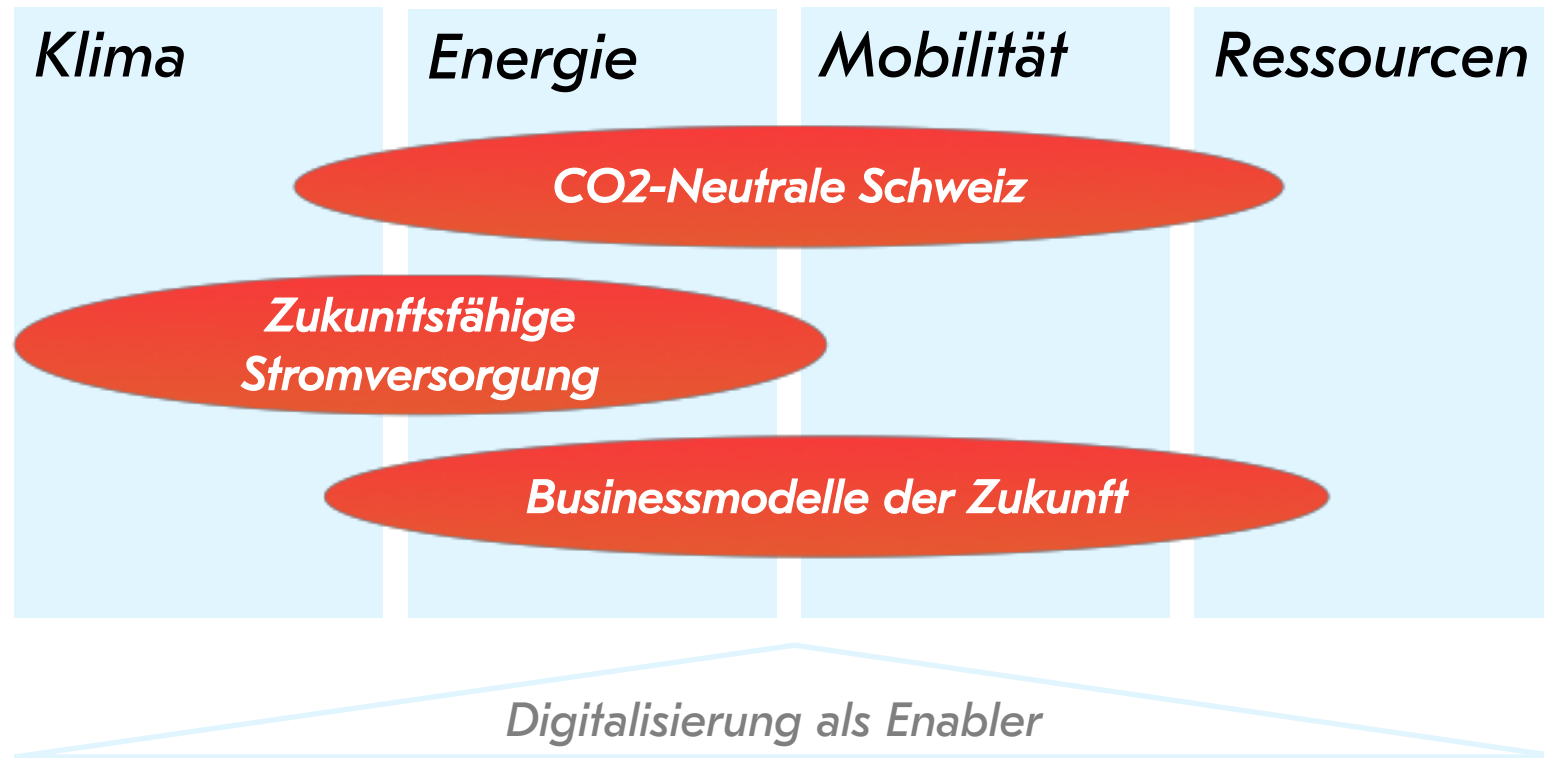 Klima
Energie
Mobilität
Ressourcen
CO2-Neutrale Schweiz
Zukunftsfähige
Stromversorgung
Businessmodelle der Zukunft
Digitalisierung als Enabler